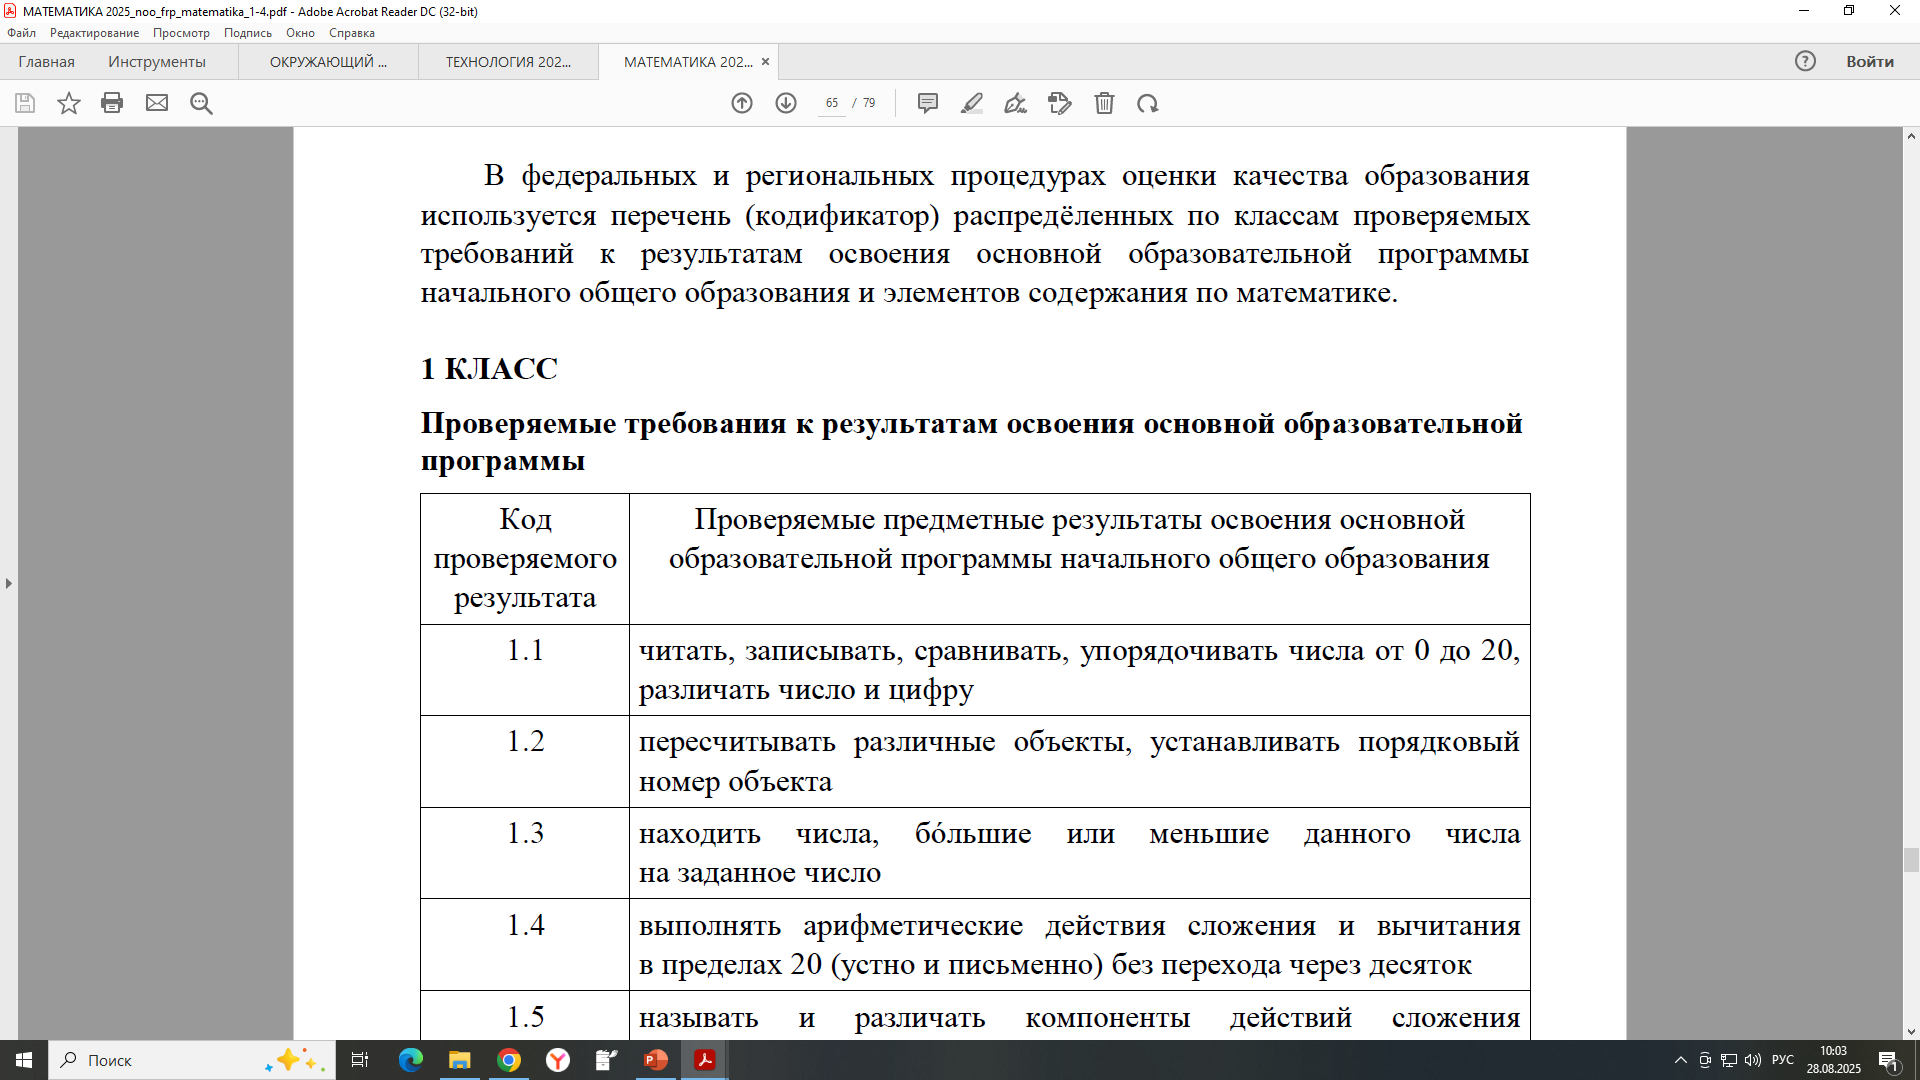 МАТЕМАТИКА 2025_noo_frp_matematika_1-4.pdf - Adobe Acrobat Reader DC (32-bit)
Файл Редактирование Просмотр Подпись Окно Справка
Главная Инструменты ОКРУЖАЮЩИЙ ... ТЕХНОЛОГИЯ 202... МАТЕМАТИКА 202... Войти
65 / 79
В федеральных и региональных процедурах оценки качества образования
используется перечень (кодификатор) распредёленных по классам проверяемых
требований к результатам освоения основной образовательной программы
начального общего образования и элементов содержания по математике.
1 КЛАСС
Проверяемые требования к результатам освоения основной образовательной
программы
Код
проверяемого
результата
Проверяемые предметные результаты освоения основной
образовательной программы начального общего образования
1.1
читать, записывать, сравнивать, упорядочивать числа от 0 до 20,
различать число и цифру
1.2
пересчитывать различные объекты, устанавливать порядковый
номер объекта
1.3
находить числа, бо́льшие или меньшие данного числа
на заданное число
1.4
выполнять арифметические действия сложения и вычитания
в пределах 20 (устно и письменно) без перехода через десяток
1.5
называть и различать компоненты действий сложения
Поиск
РУС
10:03
28.08.2025
1